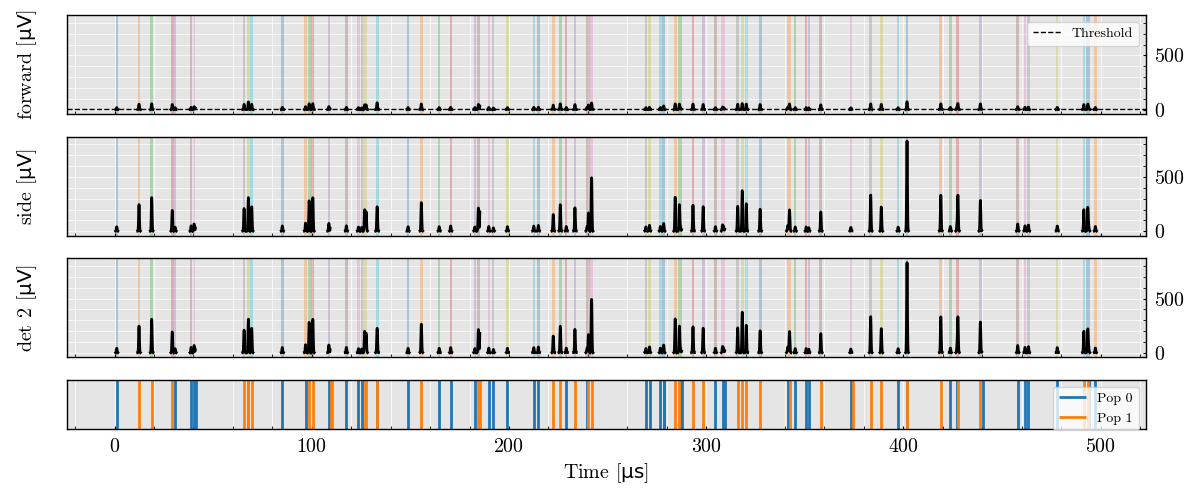 forward [μV]
Threshold
500
0
side [μV]
500
0
det 2 [μV]
500
0
Pop 0
Pop 1
0 100 200 300 400 500
Time [μs]